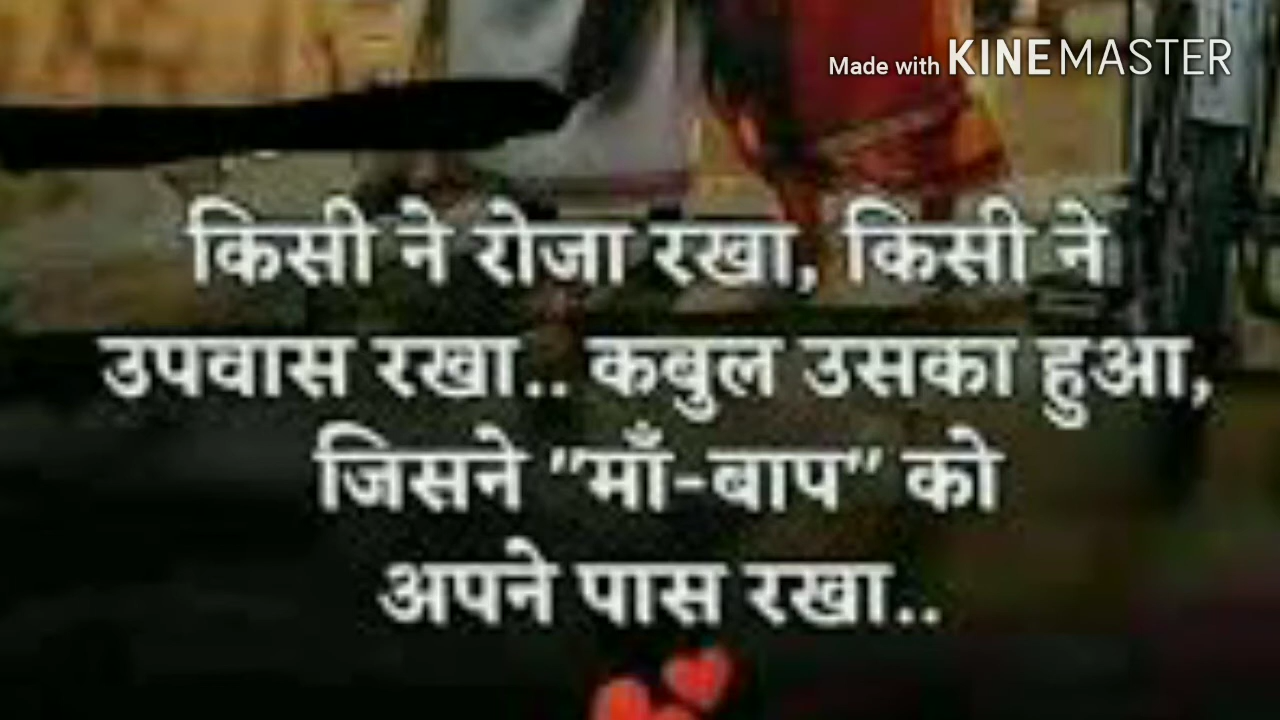 Made with KINEMASTER
किसी ने रोजा रखा, किसी ने
उपवास रखा.. कबुल उसका हुआ,
जिसने "माँ-बाप" को
अपने पास रखा..